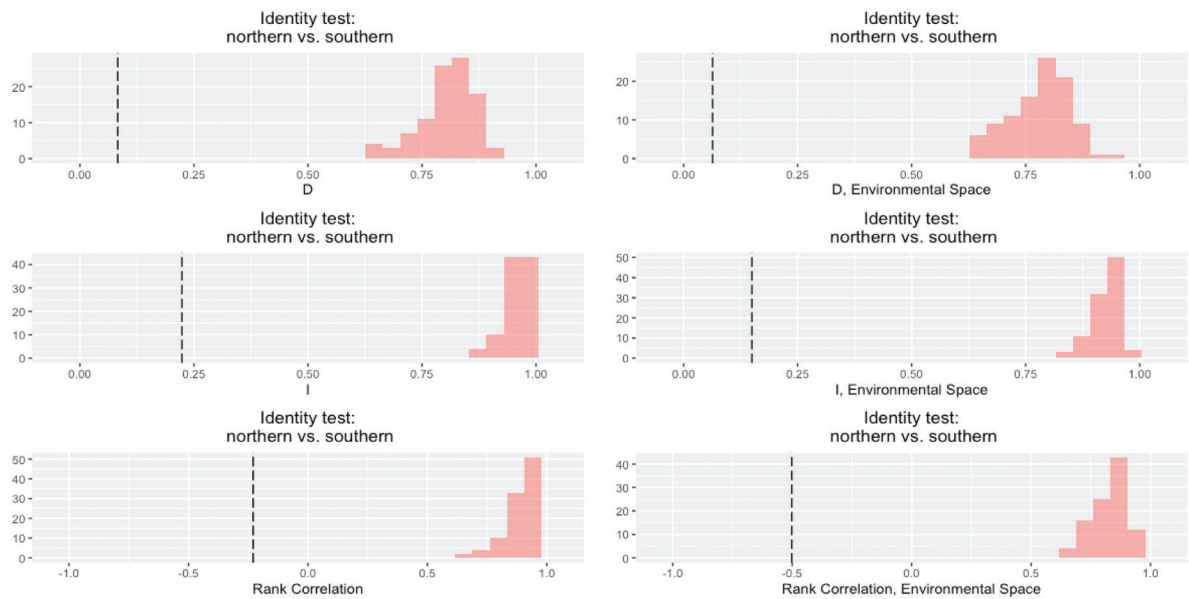 Identity test:
northern vs. southern
20
10
0
0.00 0.25 0.50 0.75 1.00
D
Identity test:
northern vs. southern
20
10
0
0.00 0.25 0.50 0.75 1.00
D, Environmental Space
Identity test:
northern vs. southern
40
30
20
10
0
0.00 0.25 0.50 0.75 1.00
I
Identity test:
northern vs. southern
50
40
30
20
10
0
0.00 0.25 0.50 0.75 1.00
I, Environmental Space
Identity test:
northern vs. southern
50
40
30
20
10
0
-1.0 -0.5 0.0 0.5 1.0
Rank Correlation
Identity test:
northern vs. southern
40
30
20
10
0
-1.0 -0.5 0.0 0.5 1.0
Rank Correlation, Environmental Space